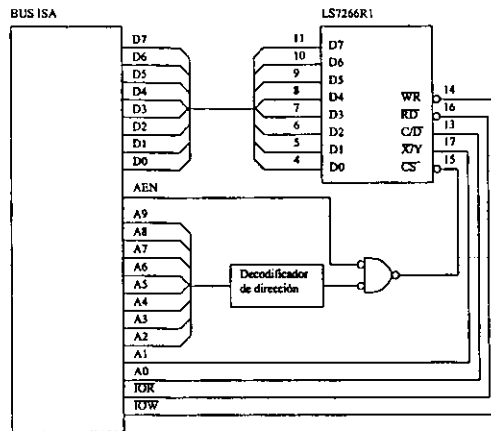 BUS ISA
LS7266R1
D7
D6
D5
D4
D3
D2
D1
D0
AEN
A9
A8
A7
A6
A5
A4
A3
A2
A1
A0
IOR
IOW
11
10
9
8
7
6
5
4
D7
D6
D5
D4
D3
D2
D1
D0
WR 14
RD 16
C/D 13
X/Y 17
CS 15
Decodificador
de dirección